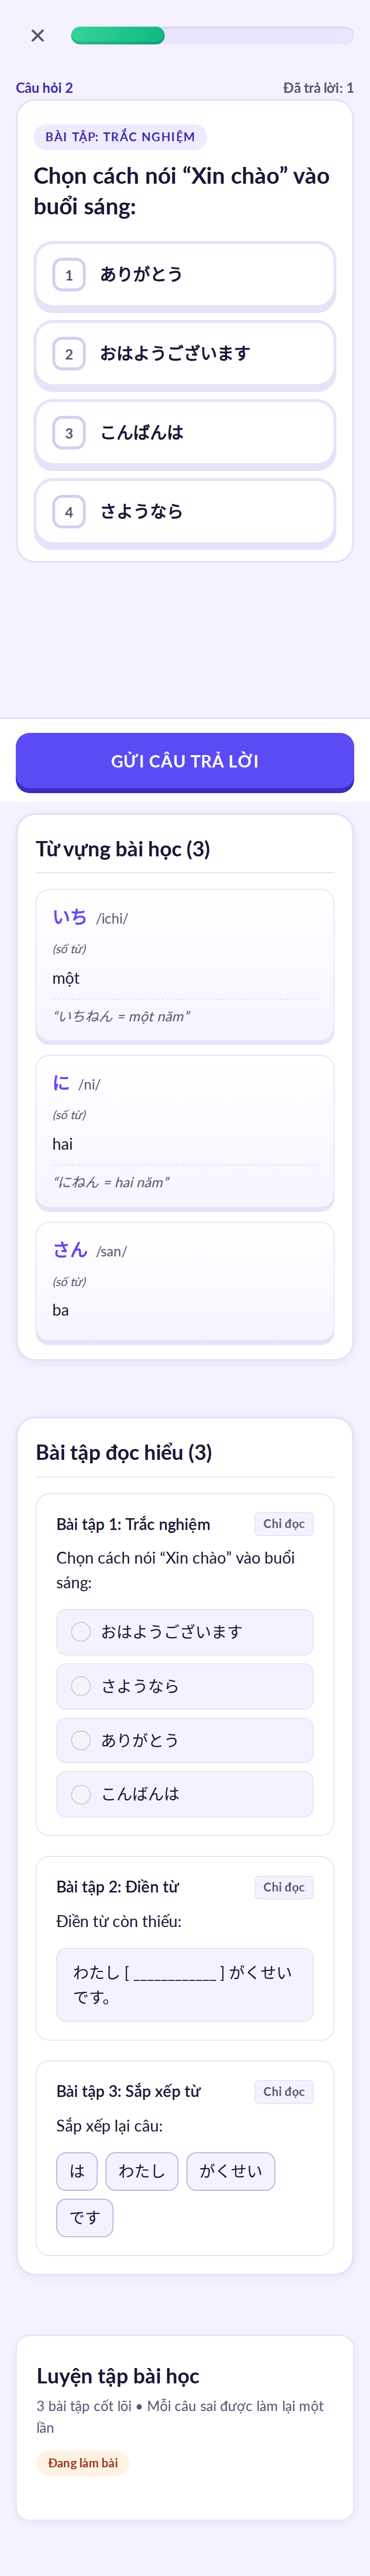 Câu hỏi 2
Đã trả lời: 1
BÀI TẬP: TRẮC NGHIỆM
Chọn cách nói “Xin chào” vào
buổi sáng:
1 ありがとう
2 おはようございます
3 こんばんは
4 さようなら
GỬI CÂU TRẢ LỜI
Từ vựng bài học (3)
いち /ichi/
(số từ)
một
“いちねん = một năm”
に /ni/
(số từ)
hai
“にねん = hai năm”
さん /san/
(số từ)
ba
Bài tập đọc hiểu (3)
Bài tập 1: Trắc nghiệm
Chỉ đọc
Chọn cách nói “Xin chào” vào buổi
sáng:
おはようございます
さようなら
ありがとう
こんばんは
Bài tập 2: Điền từ
Chỉ đọc
Điền từ còn thiếu:
わたし [ ____________ ] がくせい
です。
Bài tập 3: Sắp xếp từ
Chỉ đọc
Sắp xếp lại câu:
は わたし がくせい
です
Luyện tập bài học
3 bài tập cốt lõi • Mỗi câu sai được làm lại một
lần
Đang làm bài